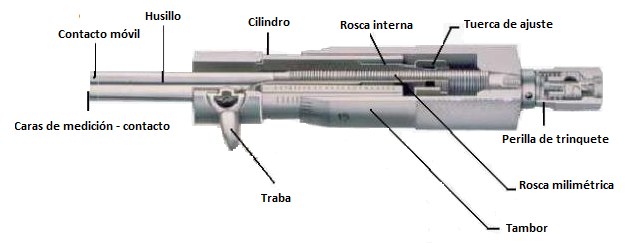 Husillo
Cilindro
Rosca interna
Tuerca de ajuste
Contacto móvil
Caras de medición - contacto
Perilla de trinquete
Traba
Rosca milimétrica
Tambor